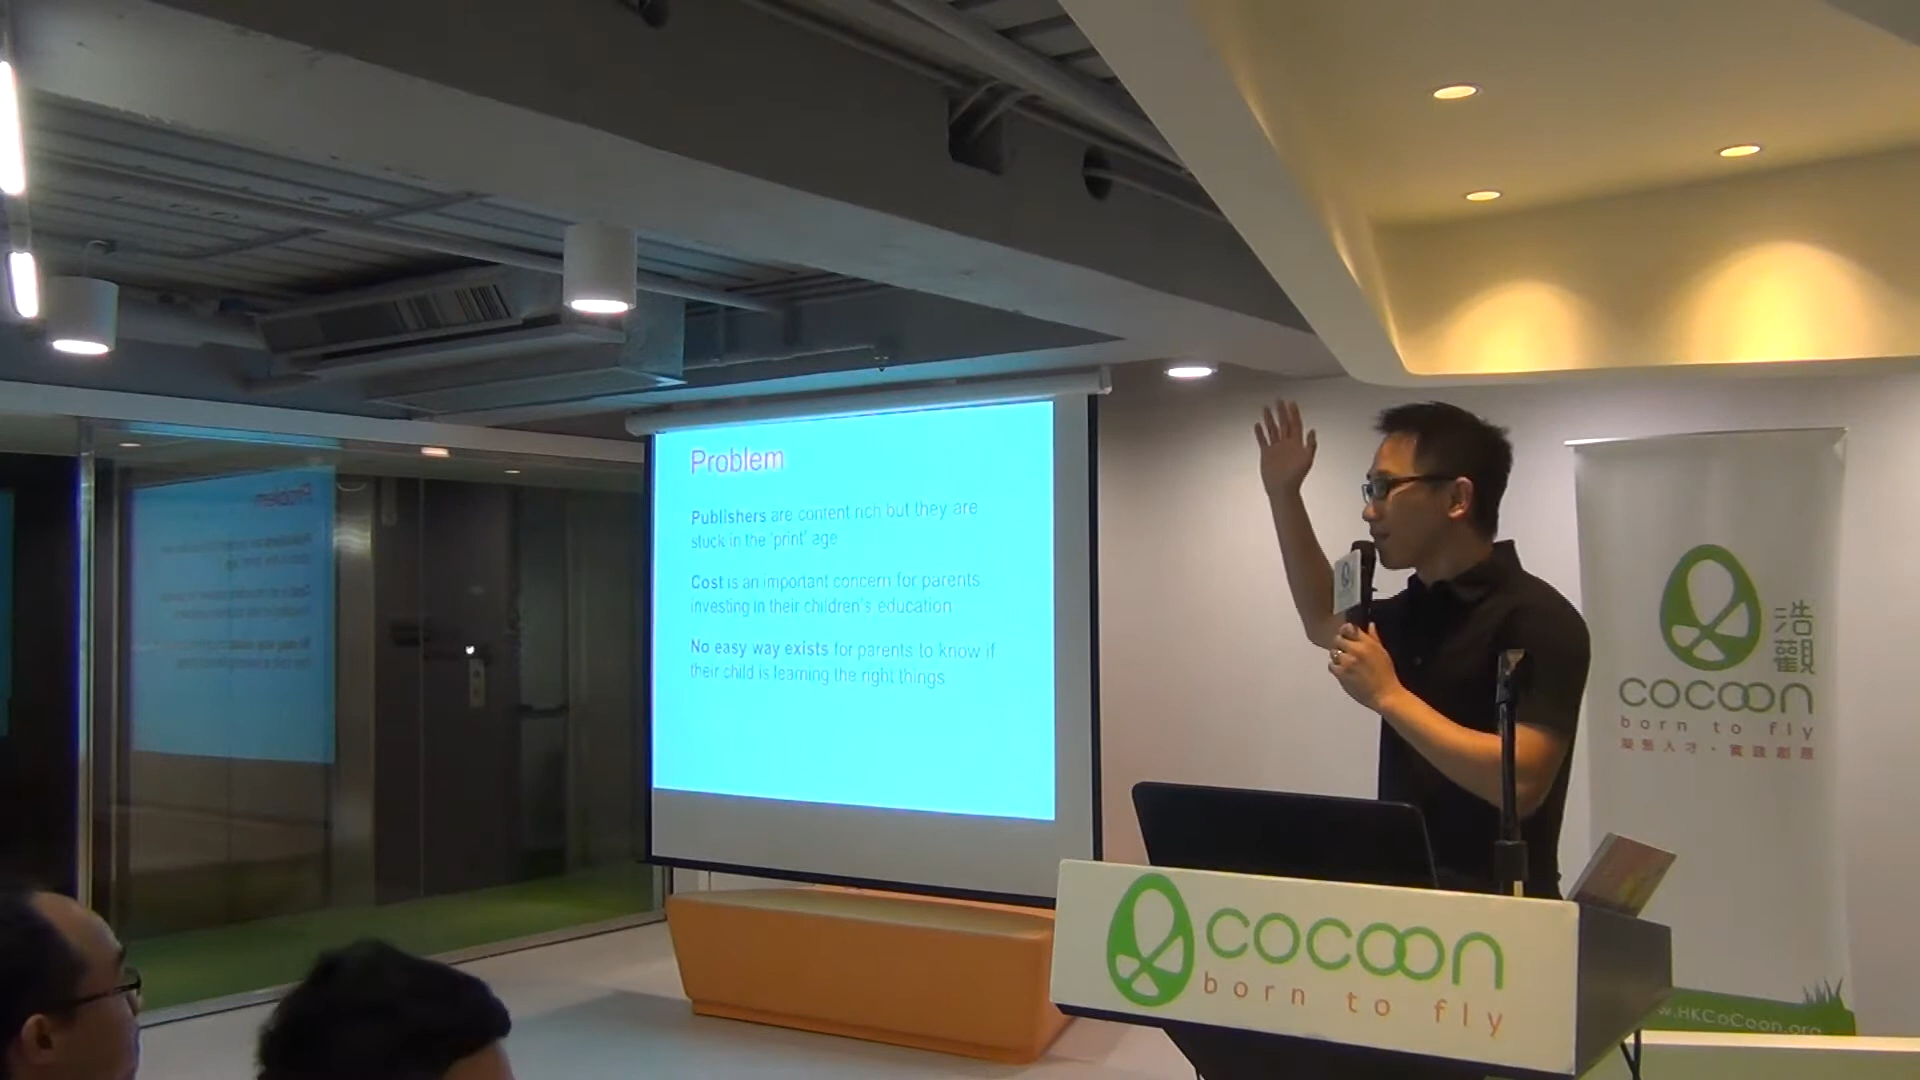 Problem
Publishers are content rich but they are
stuck in the 'print' age
Cost is an important concern for parents
investing in their children's education
No easy way exists for parents to know if
their child is learning the right things
浩觀
cocoon
born to fly
cocoon
born to fly
w.HKCoCoon.org